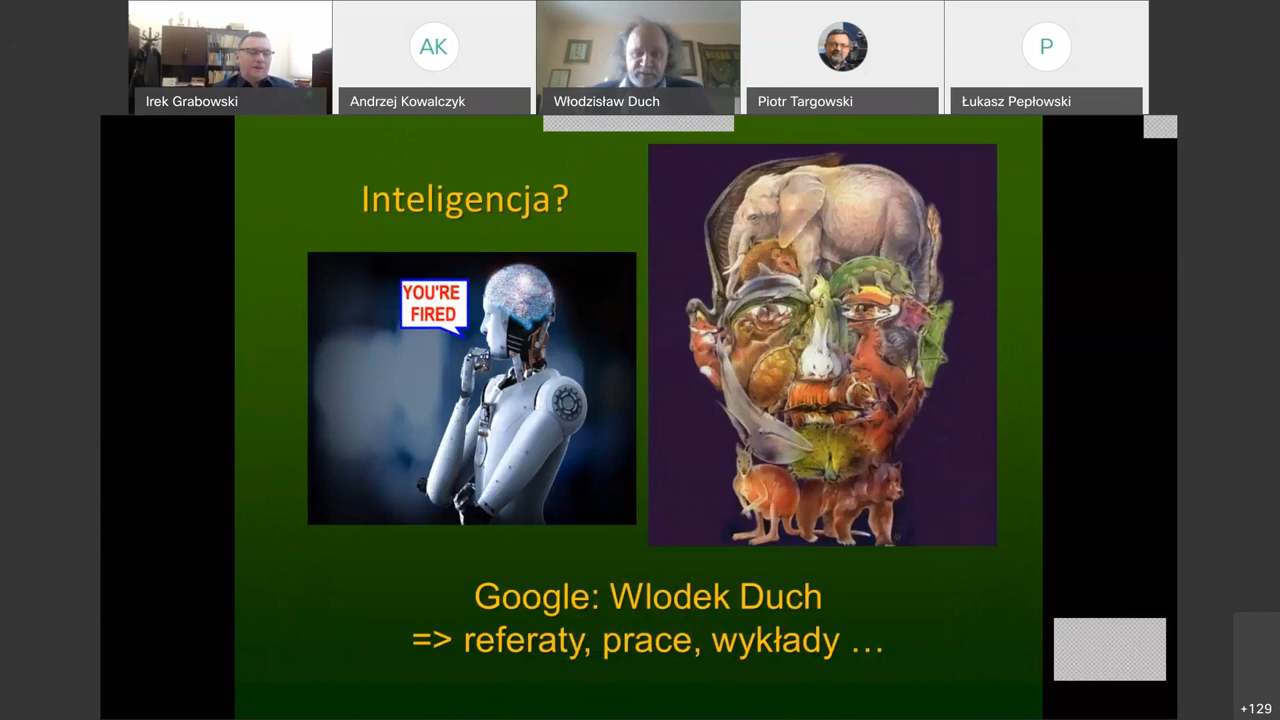 AK
P
Irek Grabowski
Andrzej Kowalczyk
Włodzisław Duch
Piotr Targowski
Łukasz Pepłowski
Inteligencja?
YOU'RE
FIRED
Google: Wlodek Duch
=> referaty, prace, wykłady …
+129